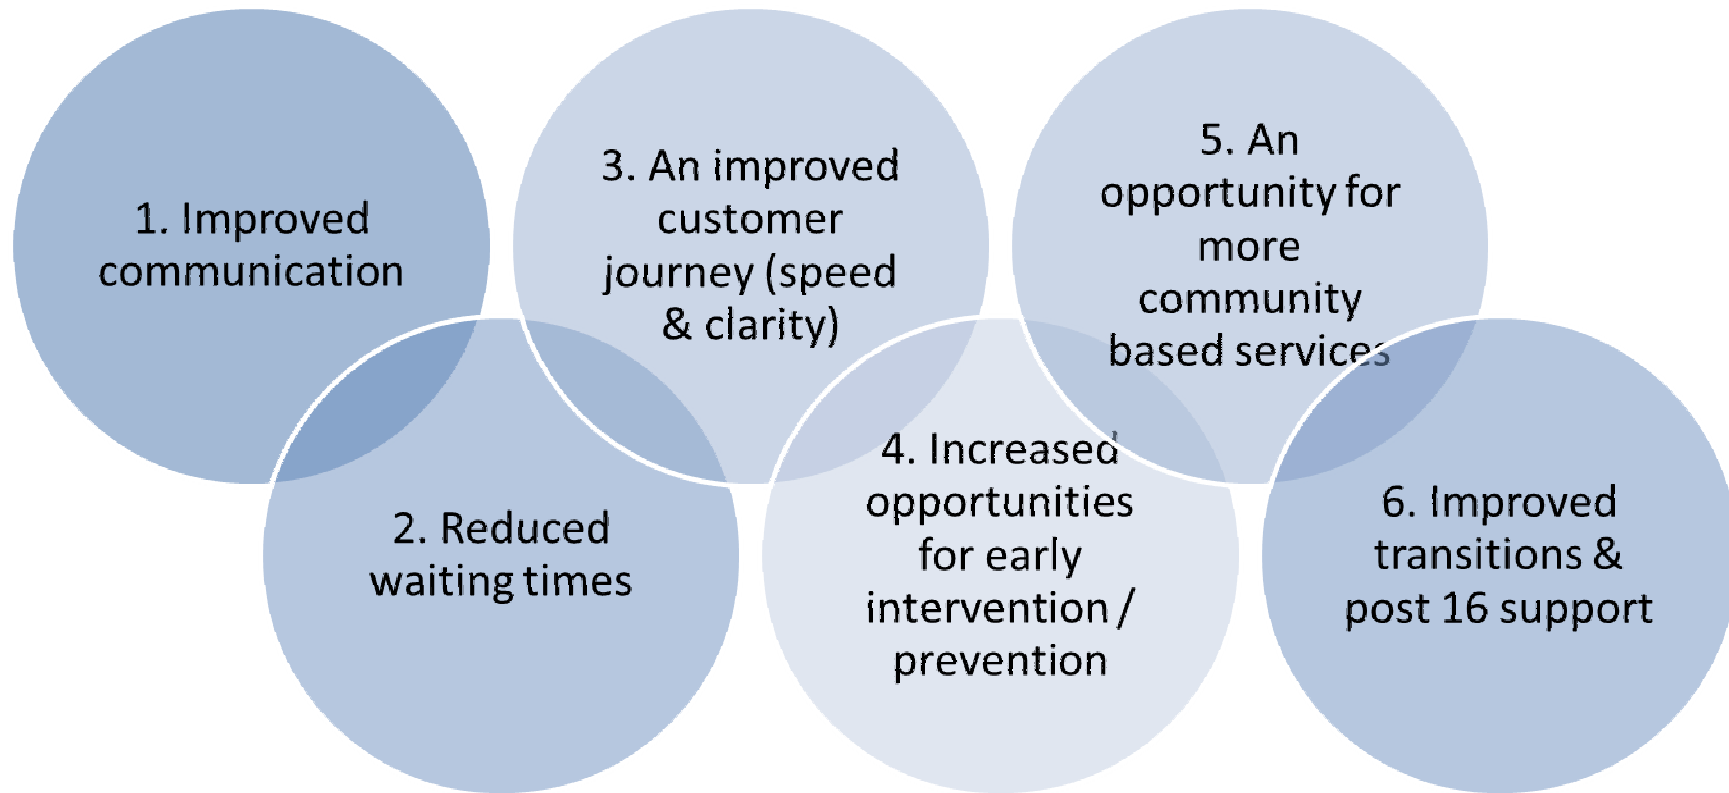 1. Improved
communication
2. Reduced
waiting times
3. An improved
customer
journey (speed
& clarity)
4. Increased
opportunities
for early
intervention /
prevention
5. An
opportunity for
more
community
based services
6. Improved
transitions &
post 16 support